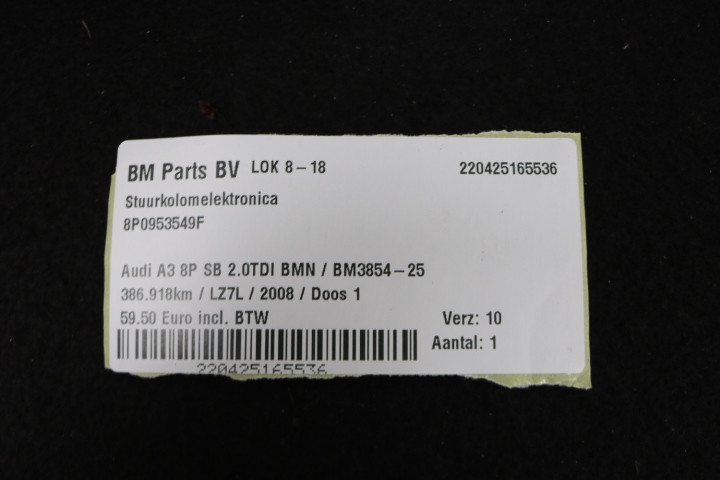 BM Parts BV LOK 8-18 220425165536
Stuurkolomelektronica
8P0953549F
Audi A3 8P SB 2.0TDI BMN / BM3854-25
386.918km / LZ7L / 2008 / Doos 1
59.50 Euro incl. BTW Verz: 10
Aantal: 1
220425165536